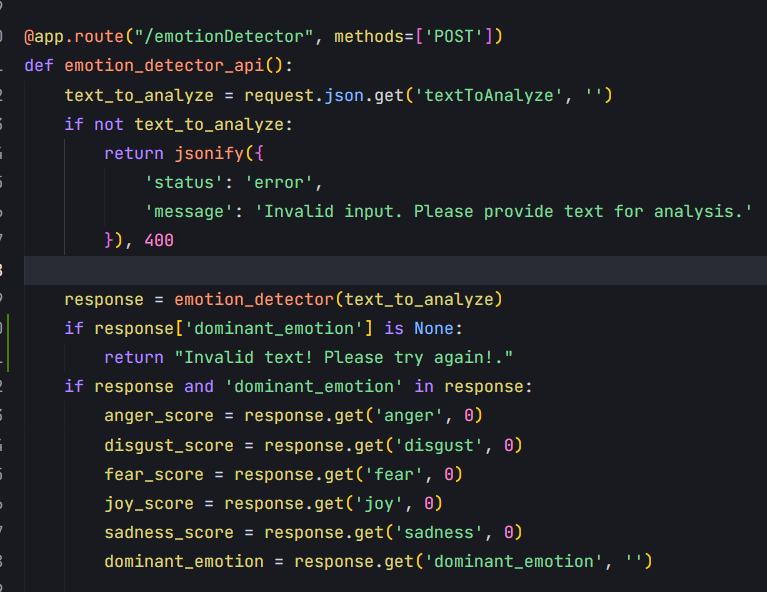 @app.route("/emotionDetector", methods=['POST'])
def emotion_detector_api():
    text_to_analyze = request.json.get('textToAnalyze', '')
    if not text_to_analyze:
        return jsonify({
            'status': 'error',
            'message': 'Invalid input. Please provide text for analysis.'
        }), 400

    response = emotion_detector(text_to_analyze)
    if response['dominant_emotion'] is None:
        return "Invalid text! Please try again!."
    if response and 'dominant_emotion' in response:
        anger_score = response.get('anger', 0)
        disgust_score = response.get('disgust', 0)
        fear_score = response.get('fear', 0)
        joy_score = response.get('joy', 0)
        sadness_score = response.get('sadness', 0)
        dominant_emotion = response.get('dominant_emotion', '')